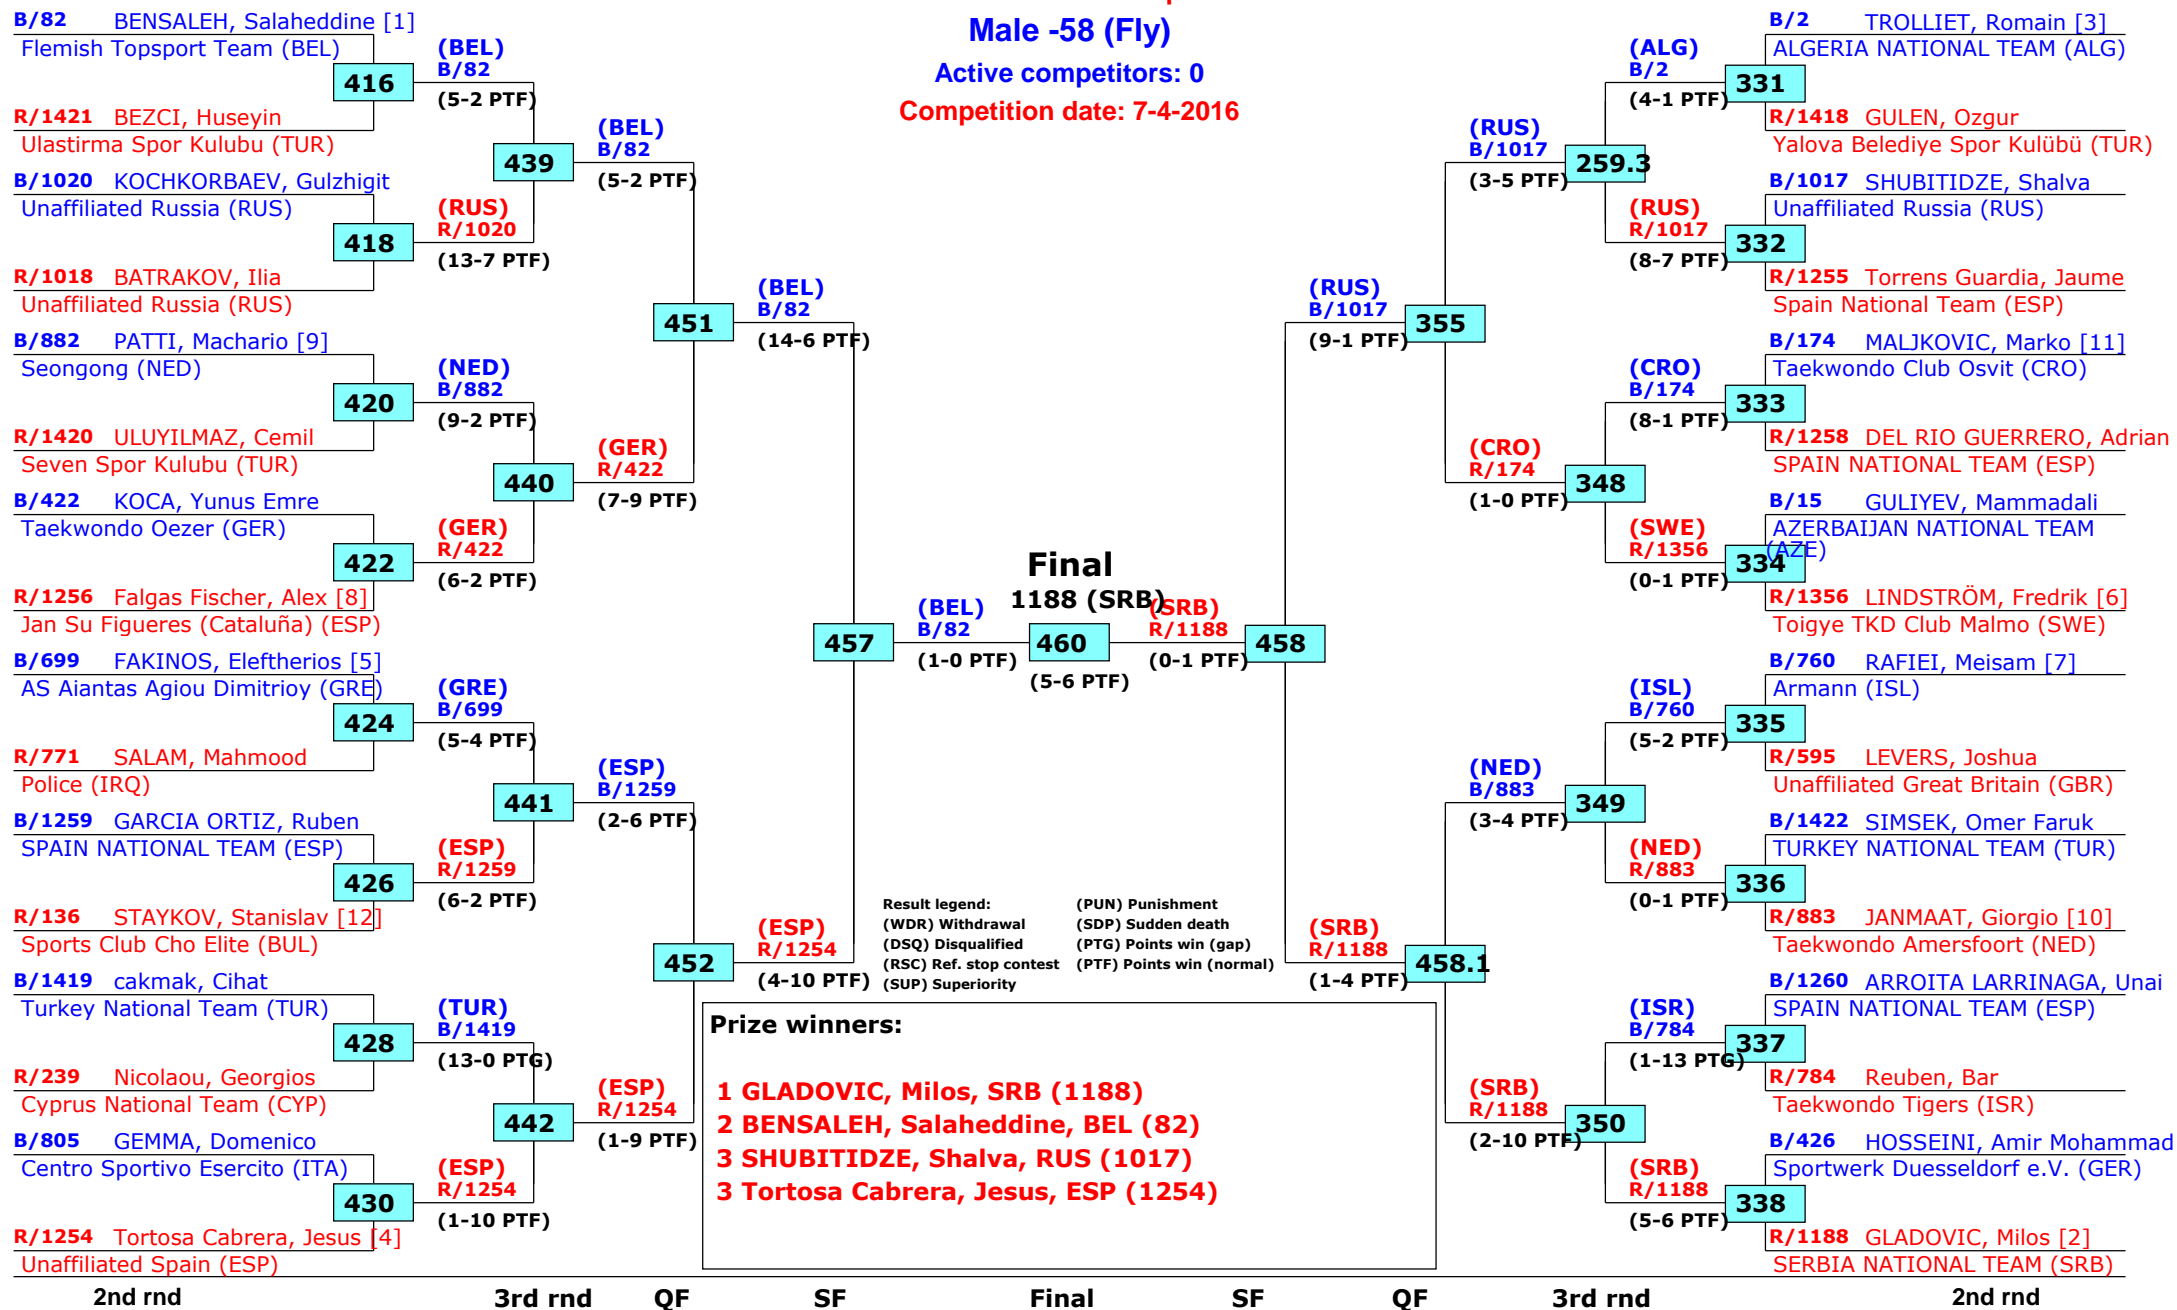 Male -58 (Fly)
Active competitors: 0
Competition date: 7-4-2016
B/82 BENSALEH, Salaheddine [1]
Flemish Topsport Team (BEL)
416
R/1421 BEZCI, Huseyin
Ulastirma Spor Kulubu (TUR)
B/1020 KOCHKORBAEV, Gulzhigit
Unaffiliated Russia (RUS)
418
R/1018 BATRAKOV, Ilia
Unaffiliated Russia (RUS)
B/882 PATTI, Machario [9]
Seongong (NED)
420
R/1420 ULUYILMAZ, Cemil
Seven Spor Kulubu (TUR)
B/422 KOCA, Yunus Emre
Taekwondo Oezer (GER)
422
R/1256 Falgas Fischer, Alex [8]
Jan Su Figueres (Cataluña) (ESP)
B/699 FAKINOS, Eleftherios [5]
AS Aiantas Agiou Dimitrioy (GRE)
424
R/771 SALAM, Mahmood
Police (IRQ)
B/1259 GARCIA ORTIZ, Ruben
SPAIN NATIONAL TEAM (ESP)
426
R/136 STAYKOV, Stanislav [12]
Sports Club Cho Elite (BUL)
B/1419 cakmak, Cihat
Turkey National Team (TUR)
428
R/239 Nicolaou, Georgios
Cyprus National Team (CYP)
B/805 GEMMA, Domenico
Centro Sportivo Esercito (ITA)
430
R/1254 Tortosa Cabrera, Jesus [4]
Unaffiliated Spain (ESP)
(BEL)
B/82
(5-2 PTF)
439
(RUS)
R/1020
(13-7 PTF)
(NED)
B/882
(9-2 PTF)
440
(GER)
R/422
(6-2 PTF)
(GRE)
B/699
(5-4 PTF)
441
(ESP)
R/1259
(6-2 PTF)
(TUR)
B/1419
(13-0 PTG)
442
(ESP)
R/1254
(1-10 PTF)
(BEL)
B/82
(5-2 PTF)
451
(GER)
R/422
(7-9 PTF)
(ESP)
B/1259
(2-6 PTF)
452
(ESP)
R/1254
(1-9 PTF)
(BEL)
B/82
(14-6 PTF)
457
(ESP)
R/1254
(4-10 PTF)
(BEL)
B/82
(1-0 PTF)
Final
1188 (SRB)
460
(5-6 PTF)
(SRB)
R/1188
(0-1 PTF)
458
(RUS)
B/1017
(9-1 PTF)
355
(SRB)
R/1188
(1-4 PTF)
458.1
(RUS)
B/1017
(3-5 PTF)
259.3
(CRO)
R/174
(1-0 PTF)
348
(NED)
B/883
(3-4 PTF)
349
(SRB)
R/1188
(2-10 PTF)
350
(ALG)
B/2
(4-1 PTF)
331
(RUS)
R/1017
(8-7 PTF)
332
(CRO)
B/174
(8-1 PTF)
333
(SWE)
R/1356
(0-1 PTF)
334
(ISL)
B/760
(5-2 PTF)
335
(NED)
R/883
(0-1 PTF)
336
(ISR)
B/784
(1-13 PTG)
337
(SRB)
R/1188
(5-6 PTF)
338
B/2 TROLLIET, Romain [3]
ALGERIA NATIONAL TEAM (ALG)
R/1418 GULEN, Ozgur
Yalova Belediye Spor Kulübü (TUR)
B/1017 SHUBITIDZE, Shalva
Unaffiliated Russia (RUS)
R/1255 Torrens Guardia, Jaume
Spain National Team (ESP)
B/174 MALJKOVIC, Marko [11]
Taekwondo Club Osvit (CRO)
R/1258 DEL RIO GUERRERO, Adrian
SPAIN NATIONAL TEAM (ESP)
B/15 GULIYEV, Mammadali
AZERBAIJAN NATIONAL TEAM
(AZE)
R/1356 LINDSTRÖM, Fredrik [6]
Toigye TKD Club Malmo (SWE)
B/760 RAFIEI, Meisam [7]
Armann (ISL)
R/595 LEVERS, Joshua
Unaffiliated Great Britain (GBR)
B/1422 SIMSEK, Omer Faruk
TURKEY NATIONAL TEAM (TUR)
R/883 JANMAAT, Giorgio [10]
Taekwondo Amersfoort (NED)
B/1260 ARROITA LARRINAGA, Unai
SPAIN NATIONAL TEAM (ESP)
R/784 Reuben, Bar
Taekwondo Tigers (ISR)
B/426 HOSSEINI, Amir Mohammad
Sportwerk Duesseldorf e.V. (GER)
R/1188 GLADOVIC, Milos [2]
SERBIA NATIONAL TEAM (SRB)
Result legend: (PUN) Punishment
(WDR) Withdrawal (SDP) Sudden death
(DSQ) Disqualified (PTG) Points win (gap)
(RSC) Ref. stop contest (PTF) Points win (normal)
(SUP) Superiority
Prize winners:
1 GLADOVIC, Milos, SRB (1188)
2 BENSALEH, Salaheddine, BEL (82)
3 SHUBITIDZE, Shalva, RUS (1017)
3 Tortosa Cabrera, Jesus, ESP (1254)
2nd rnd 3rd rnd QF SF Final SF QF 3rd rnd 2nd rnd